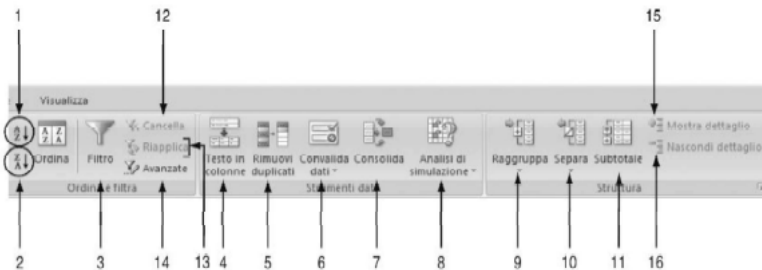 1 12 15
Visualizza
Cancella
Riapplica
Avanzate
Ordina
Filtro
Testo in colonne
Rimuovi duplicati
Convalida dati
Consolida
Analisi di simulazione
Raggruppa
Separa
Subtotale
Mostra dettaglio
Nascondi dettaglio
Ordina e filtra
Strumenti dati
Struttura
2 3 14 13 4 5 6 7 8 9 10 11 16